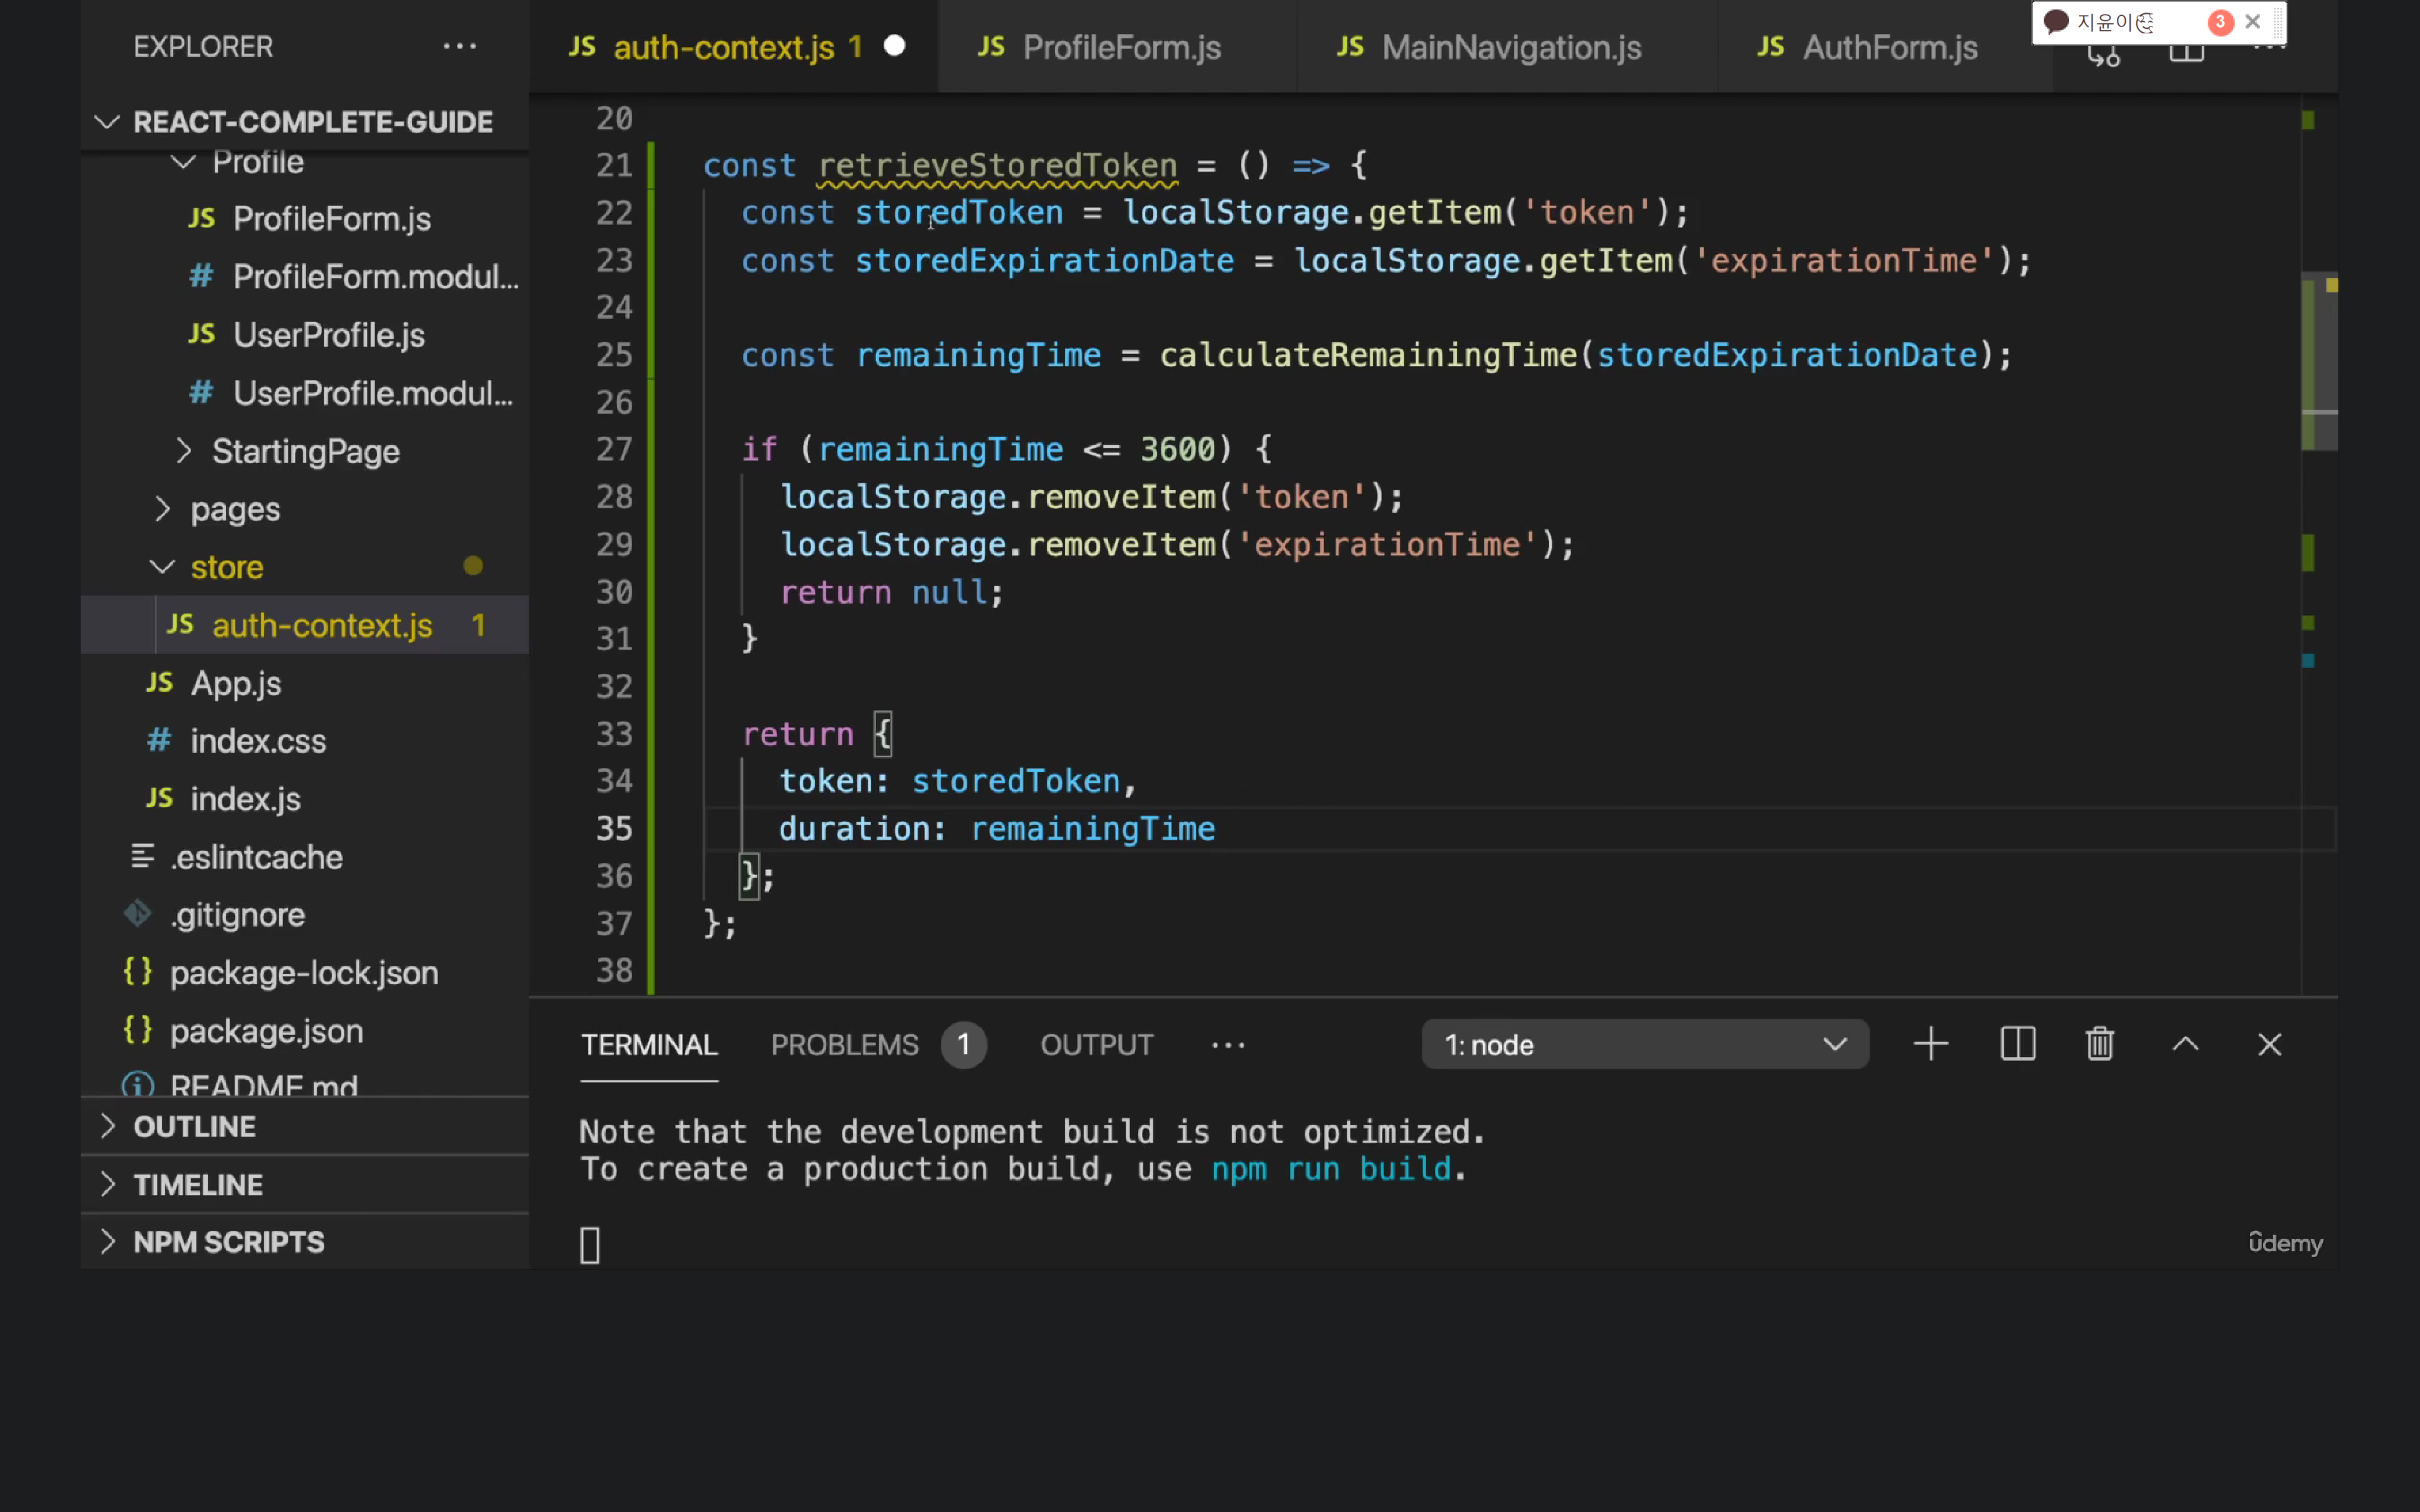 EXPLORER ···
REACT-COMPLETE-GUIDE
Profile
JS ProfileForm.js
# ProfileForm.modul...
JS UserProfile.js
# UserProfile.modul...
StartingPage
pages
store
JS auth-context.js 1
JS App.js
# index.css
JS index.js
.eslintcache
.gitignore
{} package-lock.json
{} package.json
README.md
OUTLINE
TIMELINE
NPM SCRIPTS
JS auth-context.js 1
JS ProfileForm.js
JS MainNavigation.js
JS AuthForm.js
지윤이 3
20
21 const retrieveStoredToken = () => {
22 const storedToken = localStorage.getItem('token');
23 const storedExpirationDate = localStorage.getItem('expirationTime');
24
25 const remainingTime = calculateRemainingTime(storedExpirationDate);
26
27 if (remainingTime <= 3600) {
28 localStorage.removeItem('token');
29 localStorage.removeItem('expirationTime');
30 return null;
31 }
32
33 return {
34 token: storedToken,
35 duration: remainingTime
36 };
37 };
38
TERMINAL PROBLEMS 1 OUTPUT ··· 1: node
Note that the development build is not optimized.
To create a production build, use npm run build.
ûdemy